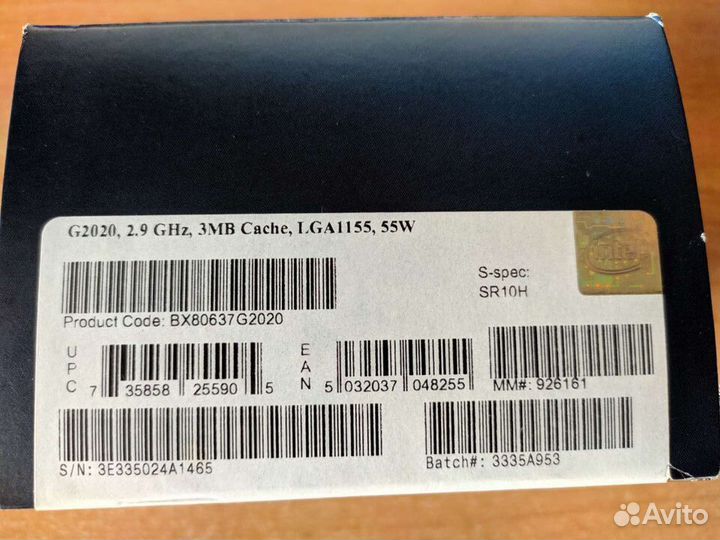 G2020, 2.9 GHz, 3MB Cache, LGA1155, 55W
S-spec:
SR10H
Product Code: BX80637G2020
UPC 7 35858 25590 5
EAN 5 032037 048255
MM#: 926161
S/N: 3E335024A1465
Batch#: 3335A953
Avito